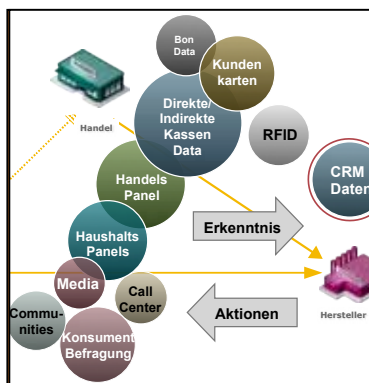 Bon
Data
Kunden
karten
Direkte/
Indirekte
Kassen
Data
Handel
RFID
CRM
Daten
Handels
Panel
Erkenntnis
Haushalts
Panels
Media
Call
Center
Aktionen
Hersteller
Commu-
nities
Konsument
Befragung